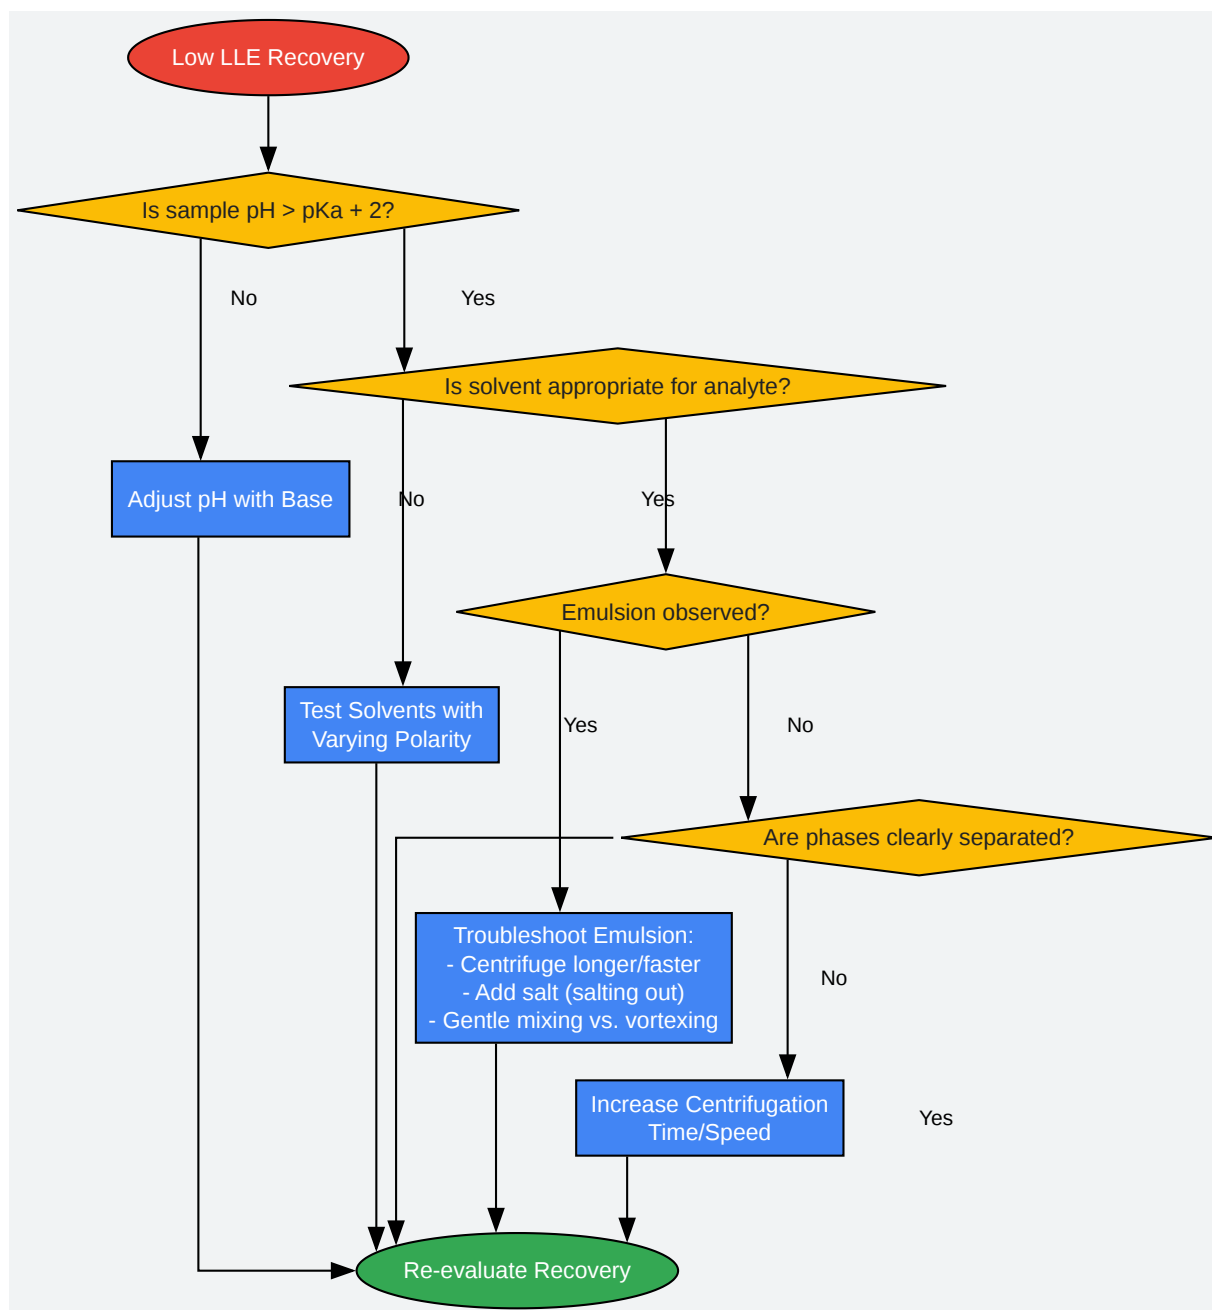 Low LLE Recovery
Is sample pH > pKa + 2?
No
Yes
Is solvent appropriate for analyte?
Adjust pH with Base
No
Yes
Emulsion observed?
Test Solvents with
Varying Polarity
Yes
No
Are phases clearly separated?
Troubleshoot Emulsion:
- Centrifuge longer/faster
- Add salt (salting out)
- Gentle mixing vs. vortexing
No
Increase Centrifugation
Time/Speed
Yes
Re-evaluate Recovery